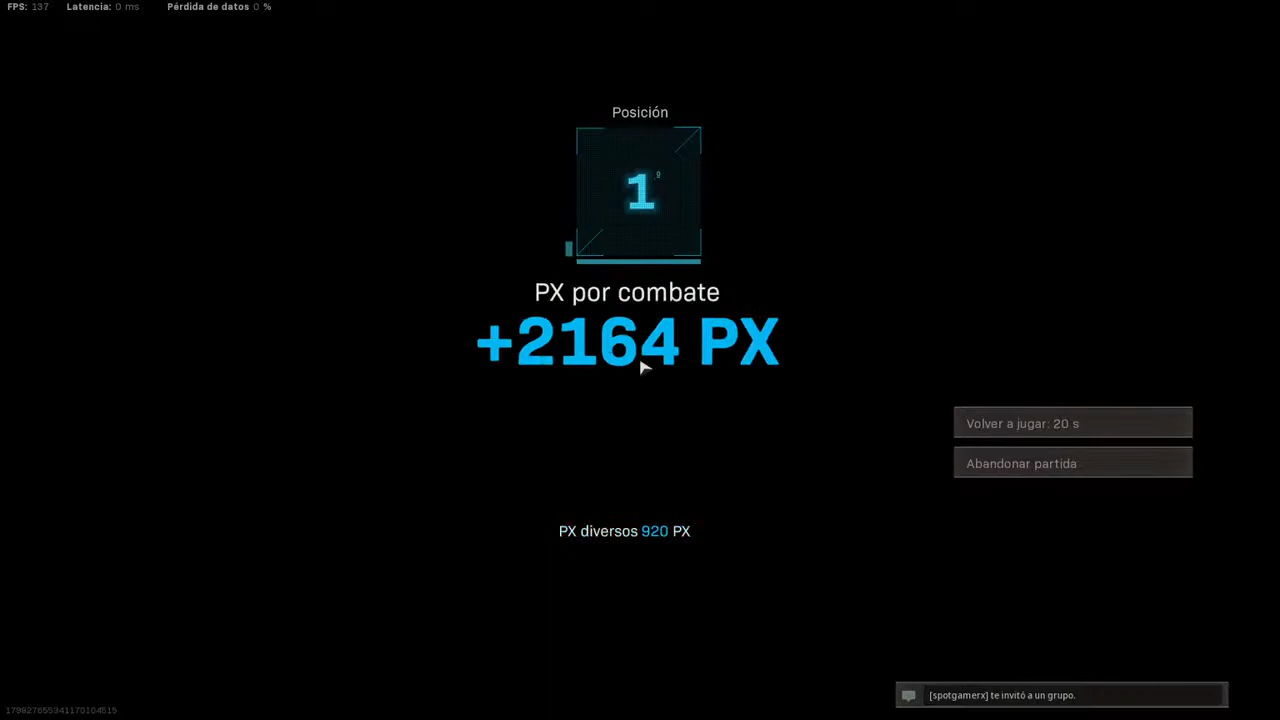 FPS: 137 Latencia: 0 ms Pérdida de datos 0 %
Posición
1º
PX por combate
+2164 PX
Volver a jugar: 20 s
Abandonar partida
PX diversos 920 PX
[spotgamerx] te invitó a un grupo.